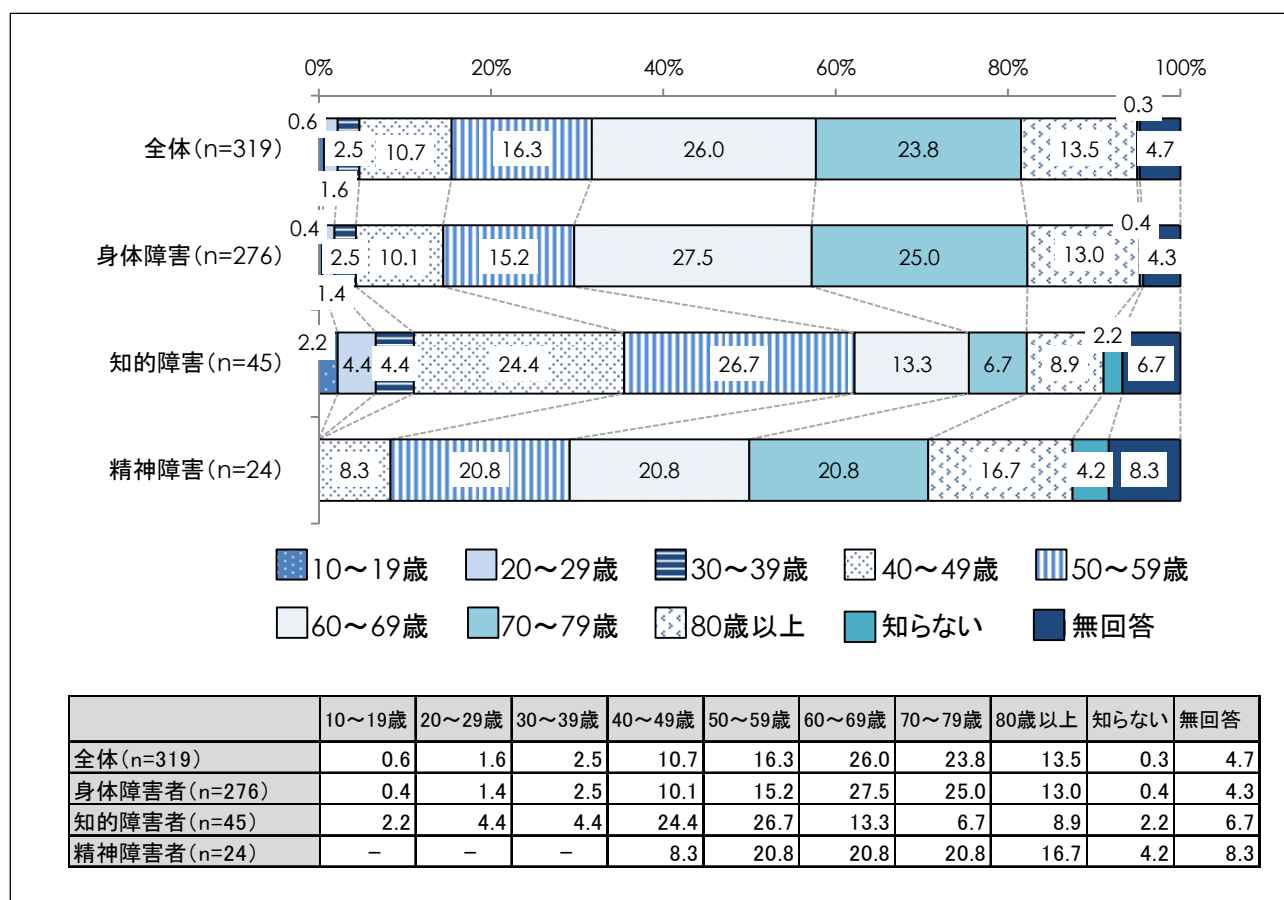 0% 20% 40% 60% 80% 100%
0.3
0.6
全体(n=319) 2.5 10.7 16.3 26.0 23.8 13.5 4.7
1.6
0.4 0.4
身体障害(n=276) 2.5 10.1 15.2 27.5 25.0 13.0 4.3
1.4
2.2 2.2
知的障害(n=45) 4.4 4.4 24.4 26.7 13.3 6.7 8.9 6.7
精神障害(n=24) 8.3 20.8 20.8 20.8 16.7 4.2 8.3
10～19歳 20～29歳 30～39歳 40～49歳 50～59歳
60～69歳 70～79歳 80歳以上 知らない 無回答
10～19歳 20～29歳 30～39歳 40～49歳 50～59歳 60～69歳 70～79歳 80歳以上 知らない 無回答
全体(n=319) 0.6 1.6 2.5 10.7 16.3 26.0 23.8 13.5 0.3 4.7
身体障害者(n=276) 0.4 1.4 2.5 10.1 15.2 27.5 25.0 13.0 0.4 4.3
知的障害者(n=45) 2.2 4.4 4.4 24.4 26.7 13.3 6.7 8.9 2.2 6.7
精神障害者(n=24) － － － 8.3 20.8 20.8 20.8 16.7 4.2 8.3